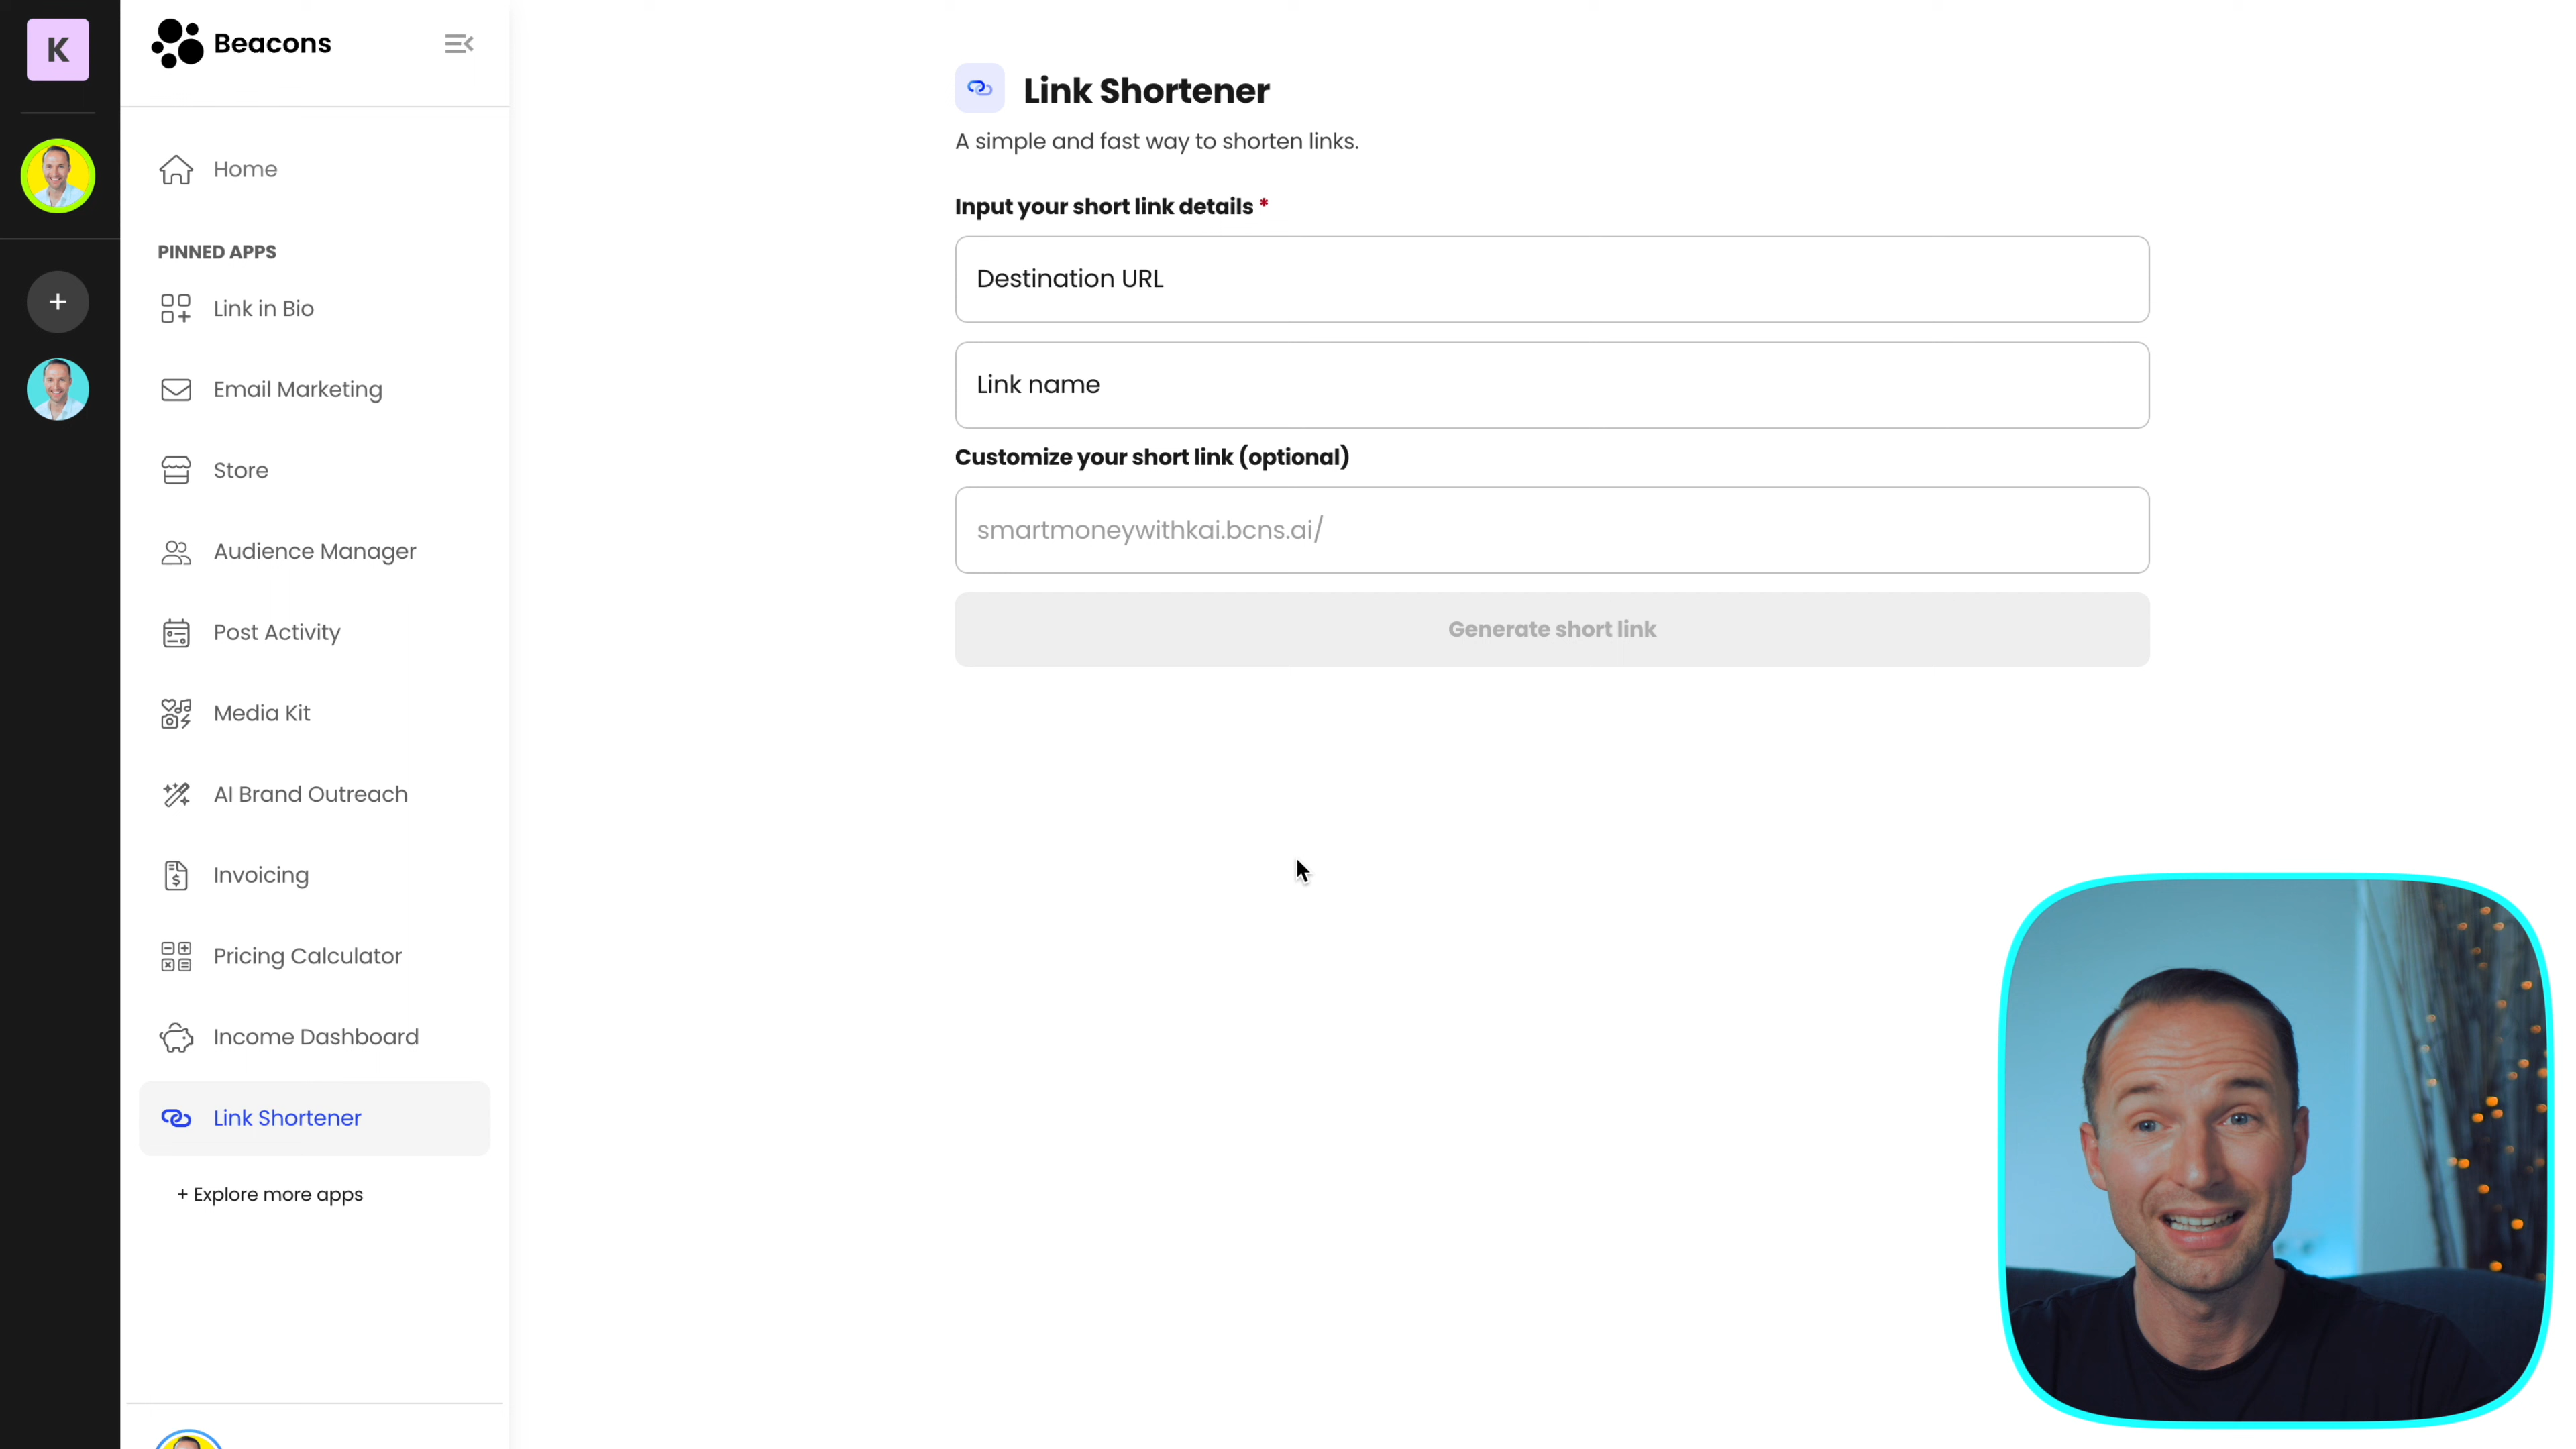 K
Beacons
Home
PINNED APPS
Link in Bio
Email Marketing
Store
Audience Manager
Post Activity
Media Kit
AI Brand Outreach
Invoicing
Pricing Calculator
Income Dashboard
Link Shortener
+ Explore more apps
Link Shortener
A simple and fast way to shorten links.
Input your short link details *
Destination URL
Link name
Customize your short link (optional)
smartmoneywithkai.bcns.ai/
Generate short link